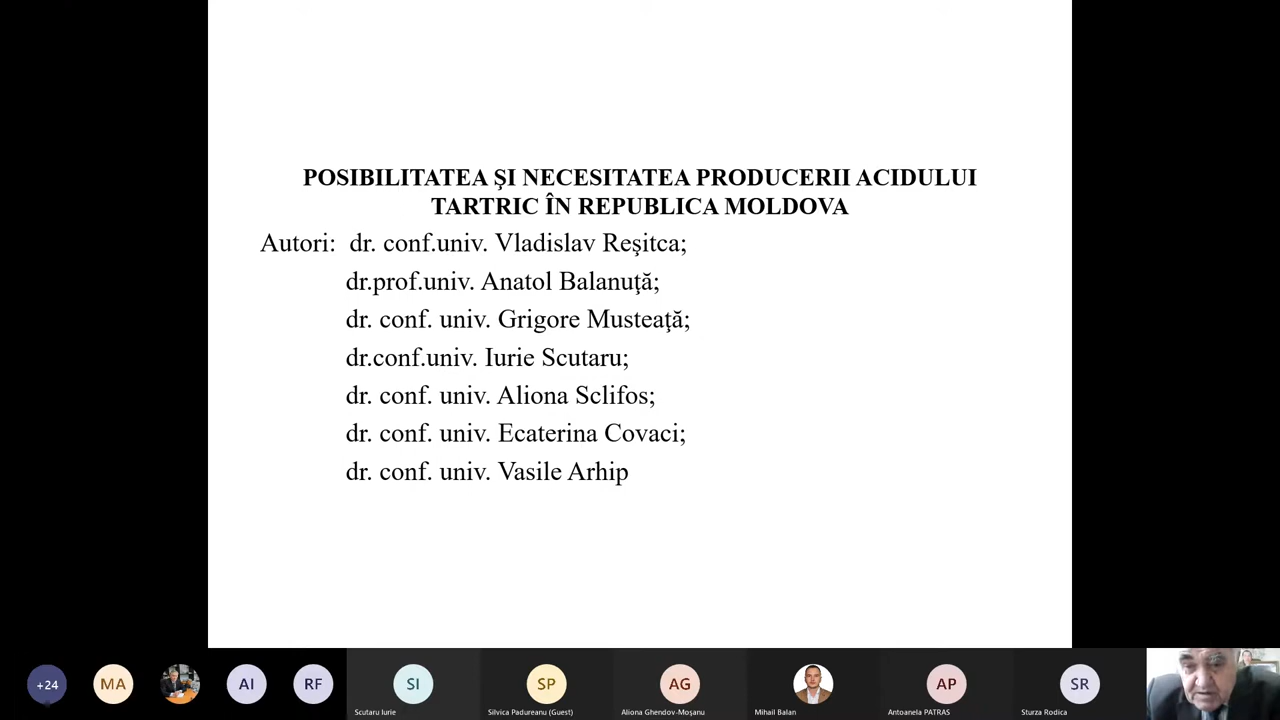 POSIBILITATEA ŞI NECESITATEA PRODUCERII ACIDULUI
TARTRIC ÎN REPUBLICA MOLDOVA
Autori: dr. conf.univ. Vladislav Reşitca;
dr.prof.univ. Anatol Balanuţă;
dr. conf. univ. Grigore Musteaţă;
dr.conf.univ. Iurie Scutaru;
dr. conf. univ. Aliona Sclifos;
dr. conf. univ. Ecaterina Covaci;
dr. conf. univ. Vasile Arhip
+24 MA AI RF SI SP AG AP SR
Scutaru Iurie Silvica Padureanu (Guest) Aliona Ghendov-Moşanu Mihail Balan Antoanela PATRAS Sturza Rodica